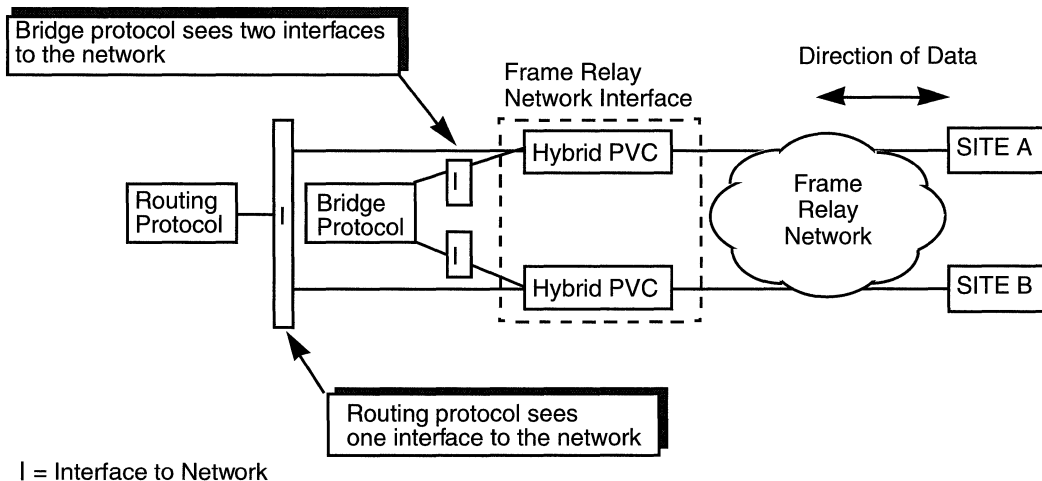 Bridge protocol sees two interfaces
to the network
Direction of Data
Frame Relay
Network Interface
Hybrid PVC
SITE A
I
Routing
Protocol
I
Bridge
Protocol
Frame
Relay
Network
I
Hybrid PVC
SITE B
Routing protocol sees
one interface to the network
I = Interface to Network